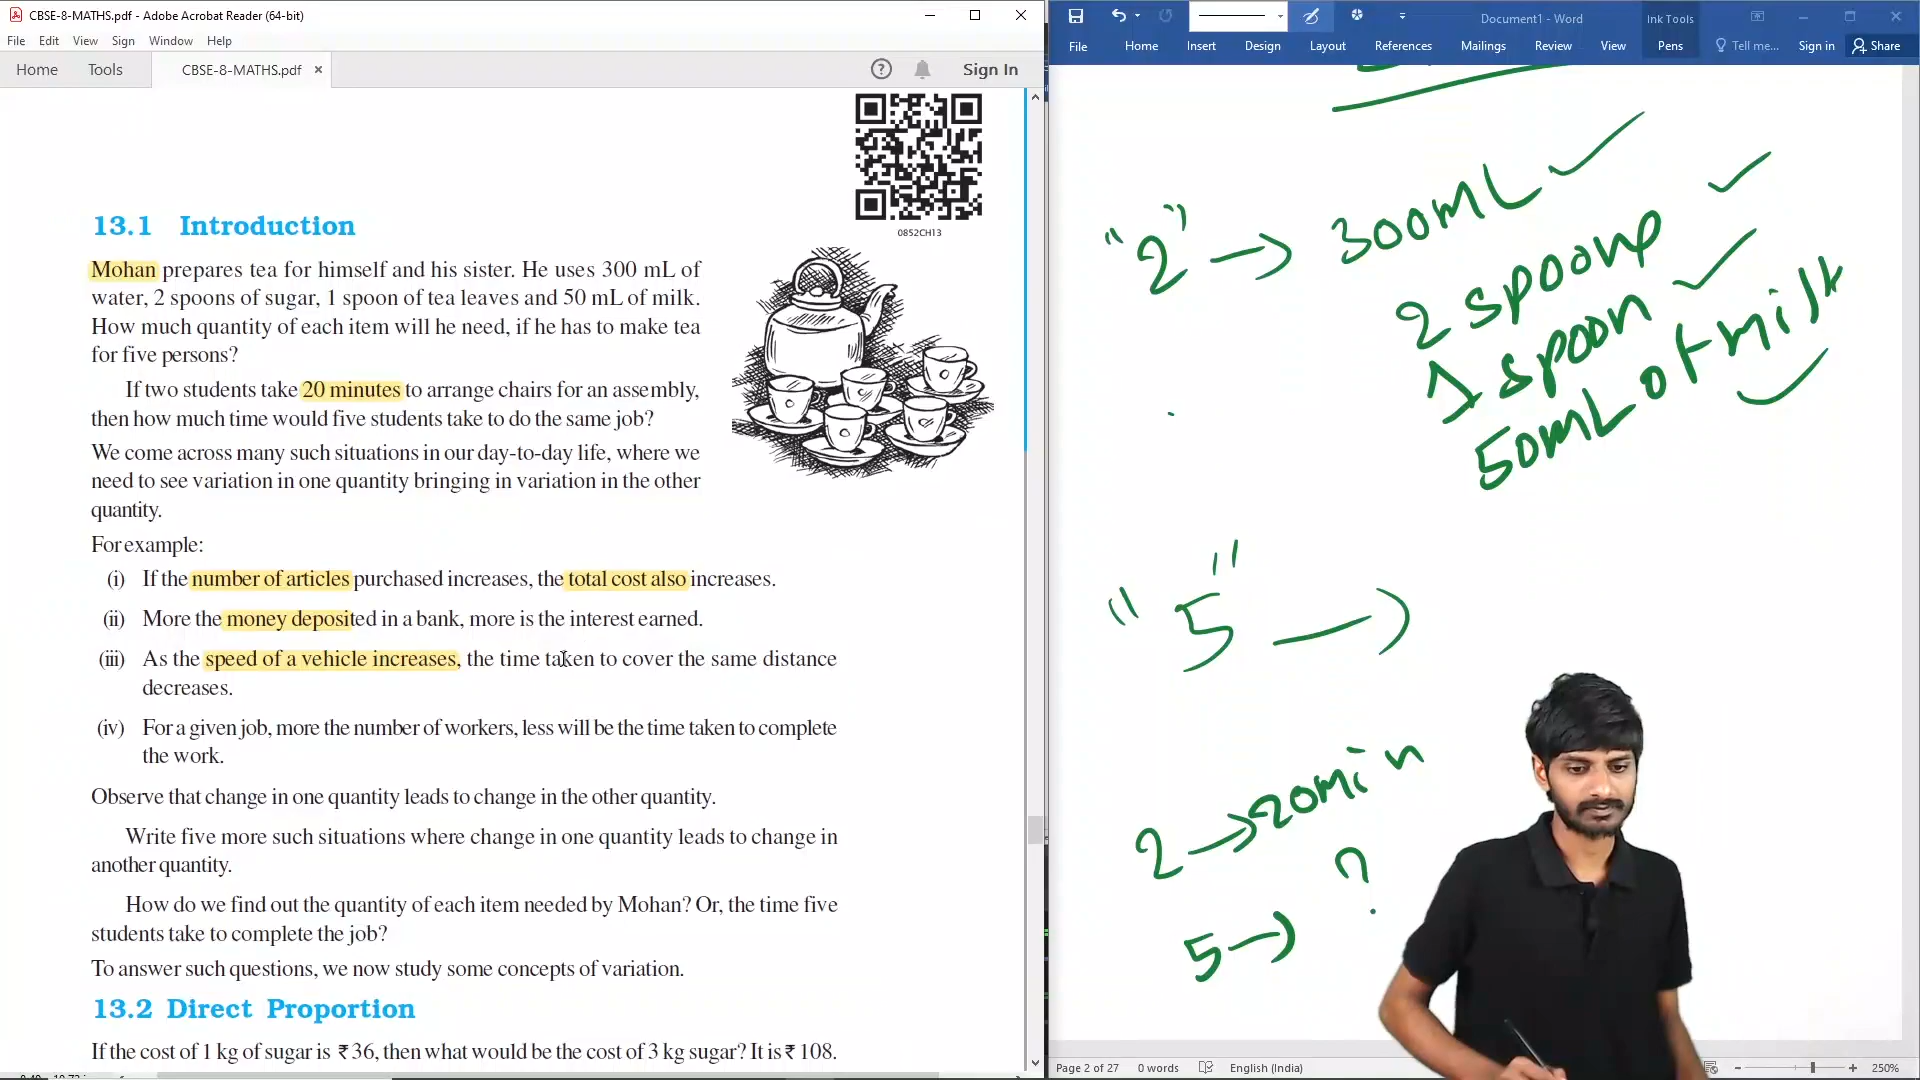 CBSE-8-MATHS.pdf - Adobe Acrobat Reader (64-bit)
File Edit View Sign Window Help
Home Tools CBSE-8-MATHS.pdf × Sign In
0852CH13
13.1 Introduction
Mohan prepares tea for himself and his sister. He uses 300 mL of
water, 2 spoons of sugar, 1 spoon of tea leaves and 50 mL of milk.
How much quantity of each item will he need, if he has to make tea
for five persons?
If two students take 20 minutes to arrange chairs for an assembly,
then how much time would five students take to do the same job?
We come across many such situations in our day-to-day life, where we
need to see variation in one quantity bringing in variation in the other
quantity.
For example:
(i) If the number of articles purchased increases, the total cost also increases.
(ii) More the money deposited in a bank, more is the interest earned.
(iii) As the speed of a vehicle increases, the time taken to cover the same distance
decreases.
(iv) For a given job, more the number of workers, less will be the time taken to complete
the work.
Observe that change in one quantity leads to change in the other quantity.
Write five more such situations where change in one quantity leads to change in
another quantity.
How do we find out the quantity of each item needed by Mohan? Or, the time five
students take to complete the job?
To answer such questions, we now study some concepts of variation.
13.2 Direct Proportion
If the cost of 1 kg of sugar is ₹ 36, then what would be the cost of 3 kg sugar? It is ₹ 108.
Document1 - Word Ink Tools
File Home Insert Design Layout References Mailings Review View Pens Tell me... Sign in Share
"2" → 300mL ✓
2 spoons ✓
1 spoon ✓
50mL of milk
"5" →
2 → 20min
5 → ?
Page 2 of 27 0 words English (India) 250%